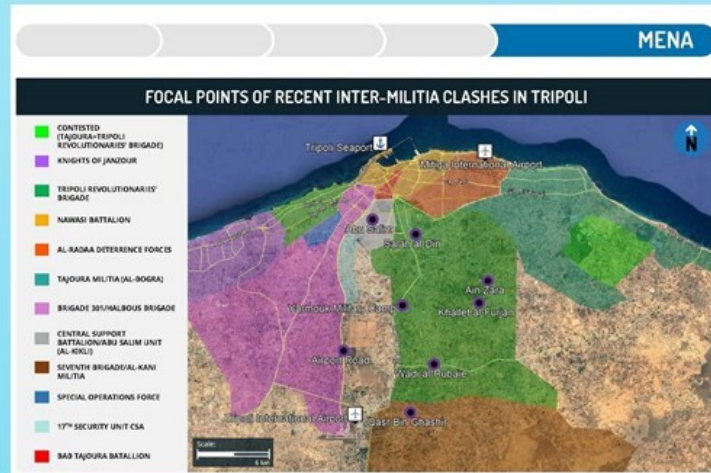 MENA
FOCAL POINTS OF RECENT INTER-MILITIA CLASHES IN TRIPOLI
CONTESTED
(TAJOURA=TRIPOLI
REVOLUTIONARIES' BRIGADE)
KNIGHTS OF JANZOUR
TRIPOLI REVOLUTIONARIES'
BRIGADE
NAWASI BATTALION
AL-RADAA DETERRENCE FORCES
TAJOURA MILITIA (AL-BOGRA)
BRIGADE 301/HALBOUS BRIGADE
CENTRAL SUPPORT
BATTALION/ABU SALIM UNIT
(AL-KIKLI)
SEVENTH BRIGADE/AL-KANI
MILITIA
SPECIAL OPERATIONS FORCE
17TH SECURITY UNIT CSA
BAB TAJOURA BATALLION
N
Tripoli Seaport
Mitiga International Airport
Abu Salim
Salah al Din
Ain Zara
Yarmouk Military Camp
Khallet al Furjan
Airport Road
Wadi al Rubaie
Tripoli International Airport
Qasr Bin Ghashir
Scale:
6 km